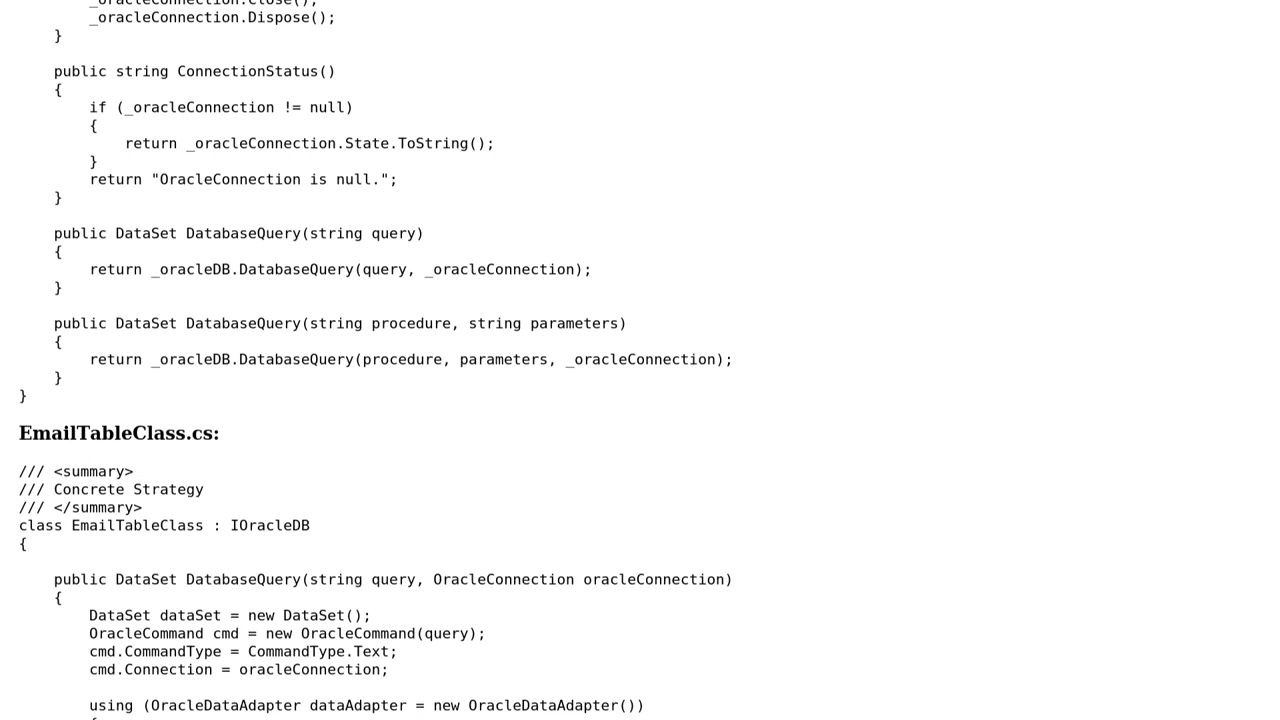 _oracleConnection.Close();
        _oracleConnection.Dispose();
    }

    public string ConnectionStatus()
    {
        if (_oracleConnection != null)
        {
            return _oracleConnection.State.ToString();
        }
        return "OracleConnection is null.";
    }

    public DataSet DatabaseQuery(string query)
    {
        return _oracleDB.DatabaseQuery(query, _oracleConnection);
    }

    public DataSet DatabaseQuery(string procedure, string parameters)
    {
        return _oracleDB.DatabaseQuery(procedure, parameters, _oracleConnection);
    }
}
EmailTableClass.cs:
/// <summary>
/// Concrete Strategy
/// </summary>
class EmailTableClass : IOracleDB
{

    public DataSet DatabaseQuery(string query, OracleConnection oracleConnection)
    {
        DataSet dataSet = new DataSet();
        OracleCommand cmd = new OracleCommand(query);
        cmd.CommandType = CommandType.Text;
        cmd.Connection = oracleConnection;

        using (OracleDataAdapter dataAdapter = new OracleDataAdapter())
        {